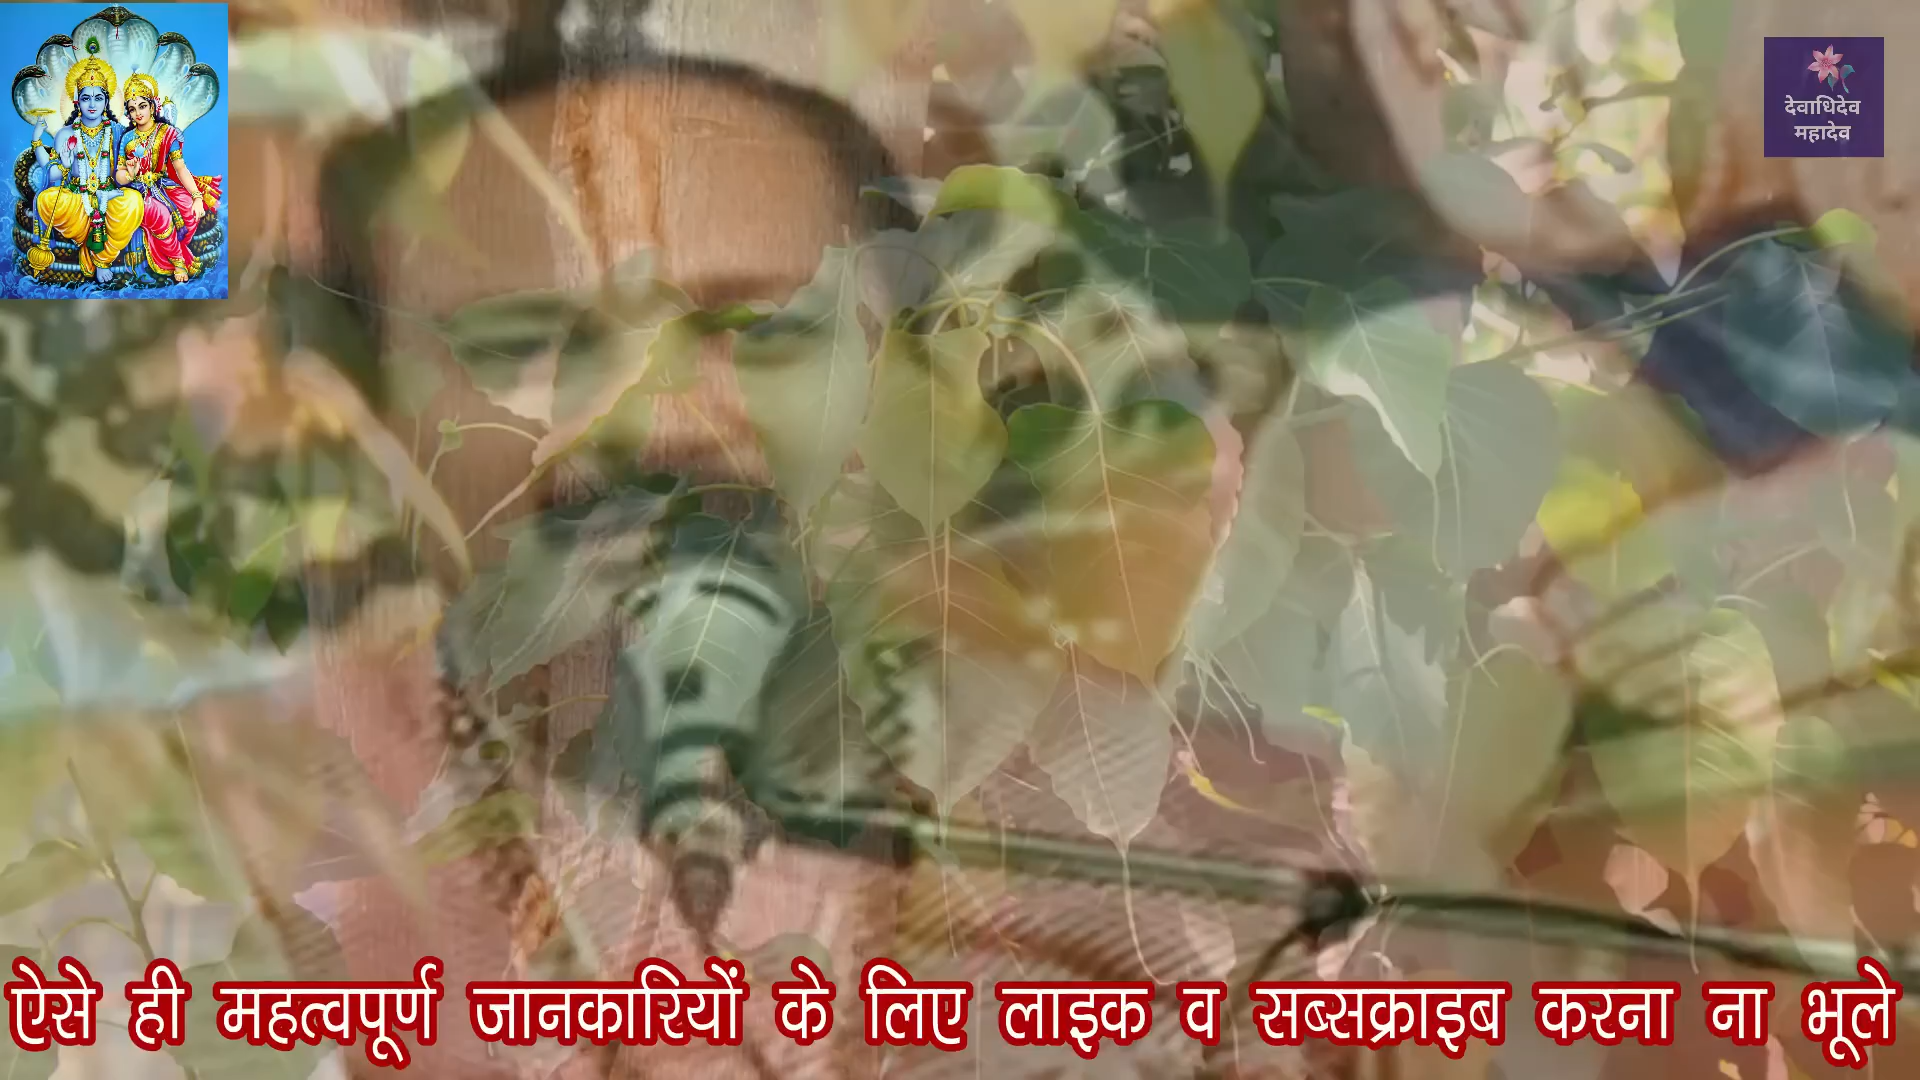 देवाधिदेव
महादेव
ऐसे ही महत्वपूर्ण जानकारियों के लिए लाइक व सब्सक्राइब करना ना भूले